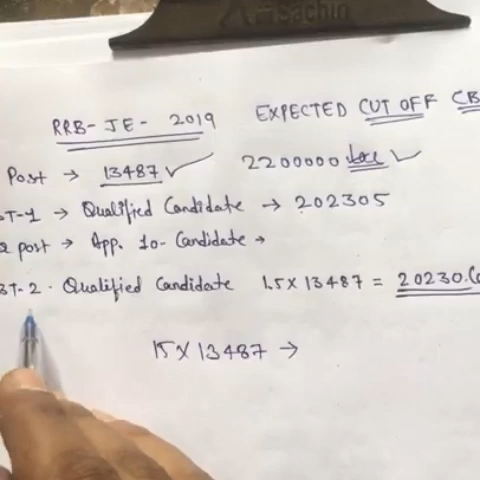 RRB- JE - 2019 EXPECTED CUT OFF CB
Post → 13487 ✓ 2200000 ✓
T-1 → Qualified Candidate → 202305
post → App. 10- Candidate →
BT-2 · Qualified Candidate 1.5 × 13487 = 20230.
15 × 13487 →